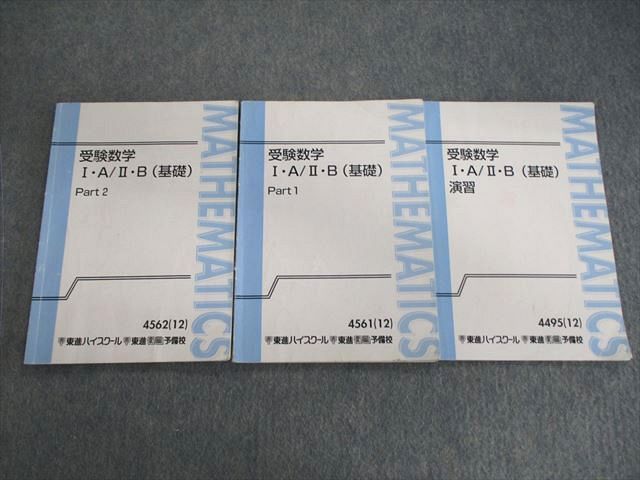 受験数学
I・A/II・B（基礎）
Part 2
MATHEMATICS
4562(12)
東進ハイスクール 東進衛星予備校
受験数学
I・A/II・B（基礎）
Part 1
MATHEMATICS
4561(12)
東進ハイスクール 東進衛星予備校
受験数学
I・A/II・B（基礎）
演習
MATHEMATICS
4495(12)
東進ハイスクール 東進衛星予備校